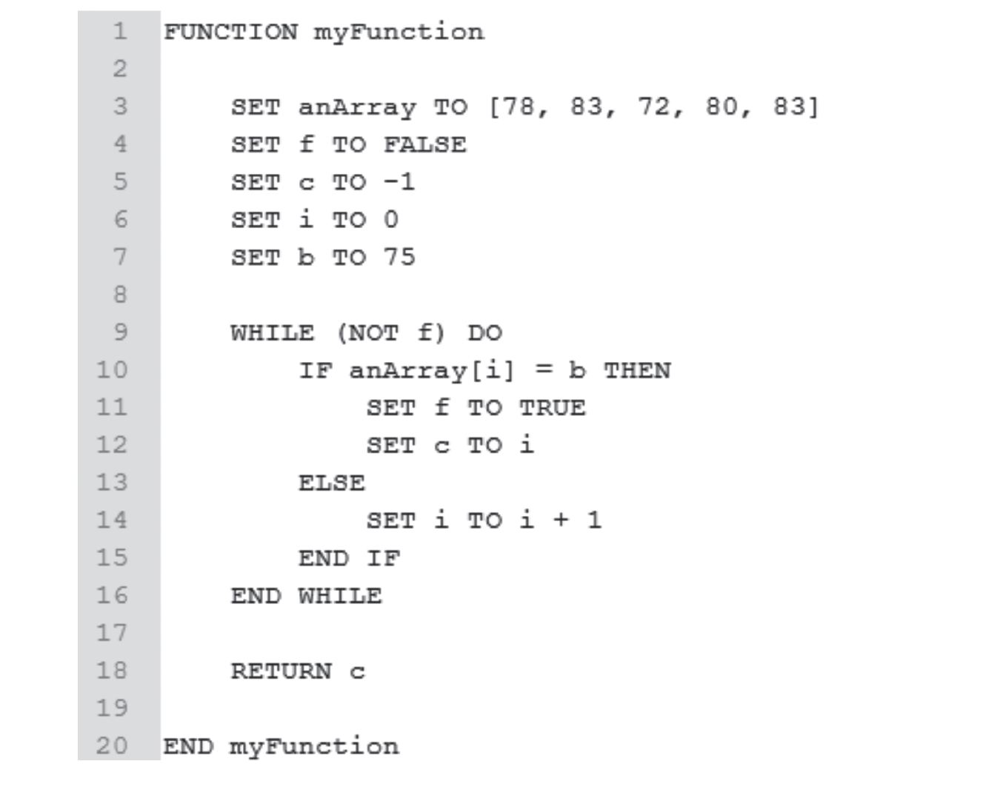 1 FUNCTION myFunction
2
3 SET anArray TO [78, 83, 72, 80, 83]
4 SET f TO FALSE
5 SET c TO -1
6 SET i TO 0
7 SET b TO 75
8
9 WHILE (NOT f) DO
10 IF anArray[i] = b THEN
11 SET f TO TRUE
12 SET c TO i
13 ELSE
14 SET i TO i + 1
15 END IF
16 END WHILE
17
18 RETURN c
19
20 END myFunction